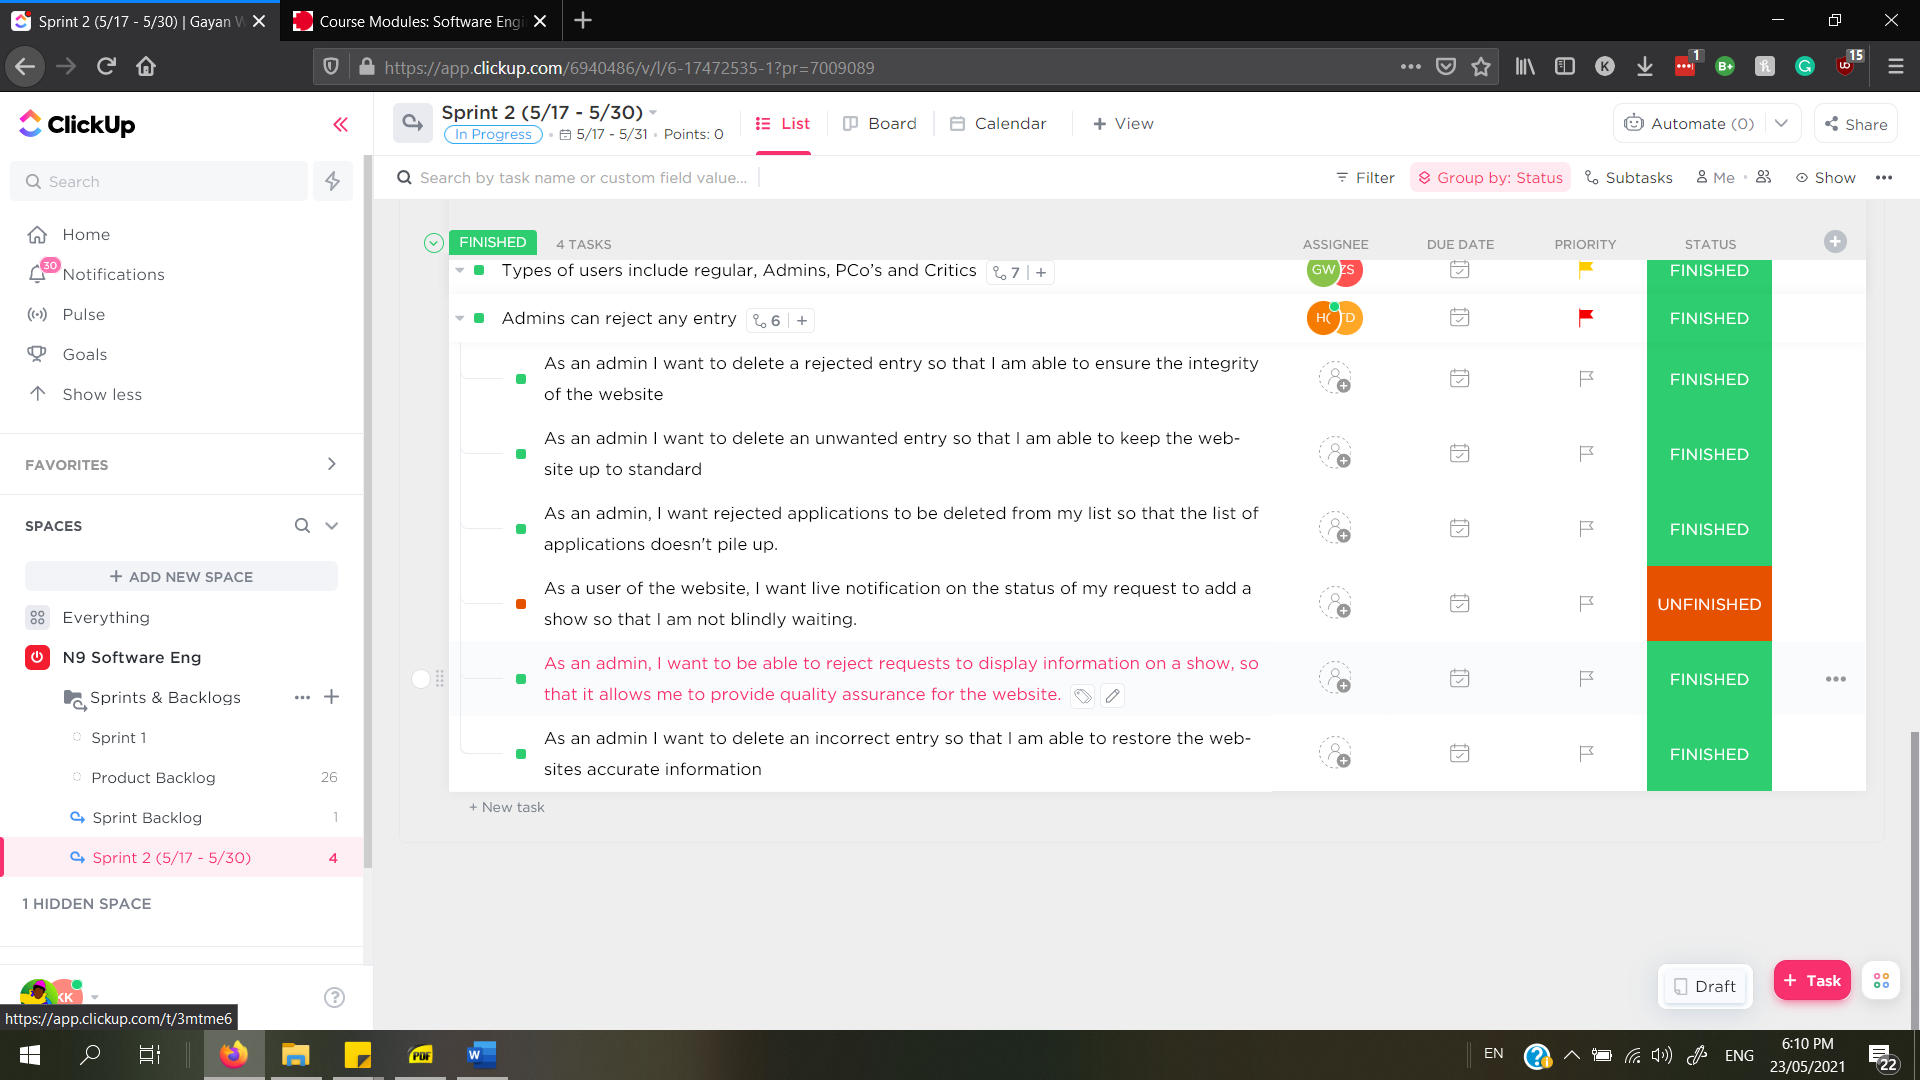 Sprint 2 (5/17 - 5/30) | Gayan W
Course Modules: Software Engi
https://app.clickup.com/6940486/v/l/6-17472535-1?pr=7009089
1
15
ClickUp
Search
Home
30
Notifications
Pulse
Goals
Show less
FAVORITES
SPACES
+ ADD NEW SPACE
Everything
N9 Software Eng
Sprints & Backlogs
Sprint 1
Product Backlog 26
Sprint Backlog 1
Sprint 2 (5/17 - 5/30) 4
1 HIDDEN SPACE
KK
https://app.clickup.com/t/3mtme6
Sprint 2 (5/17 - 5/30)
In Progress 5/17 - 5/31 Points: 0
List
Board
Calendar
+ View
Automate (0)
Share
Search by task name or custom field value...
Filter
Group by: Status
Subtasks
Me
Show
FINISHED 4 TASKS ASSIGNEE DUE DATE PRIORITY STATUS
Types of users include regular, Admins, PCo's and Critics 7 + GW ZS FINISHED
Admins can reject any entry 6 + H( TD FINISHED
As an admin I want to delete a rejected entry so that I am able to ensure the integrity
of the website
FINISHED
As an admin I want to delete an unwanted entry so that I am able to keep the web-
site up to standard
FINISHED
As an admin, I want rejected applications to be deleted from my list so that the list of
applications doesn't pile up.
FINISHED
As a user of the website, I want live notification on the status of my request to add a
show so that I am not blindly waiting.
UNFINISHED
As an admin, I want to be able to reject requests to display information on a show, so
that it allows me to provide quality assurance for the website.
FINISHED
As an admin I want to delete an incorrect entry so that I am able to restore the web-
sites accurate information
FINISHED
+ New task
Draft
+ Task
PDF
W
EN
ENG
6:10 PM
23/05/2021
22